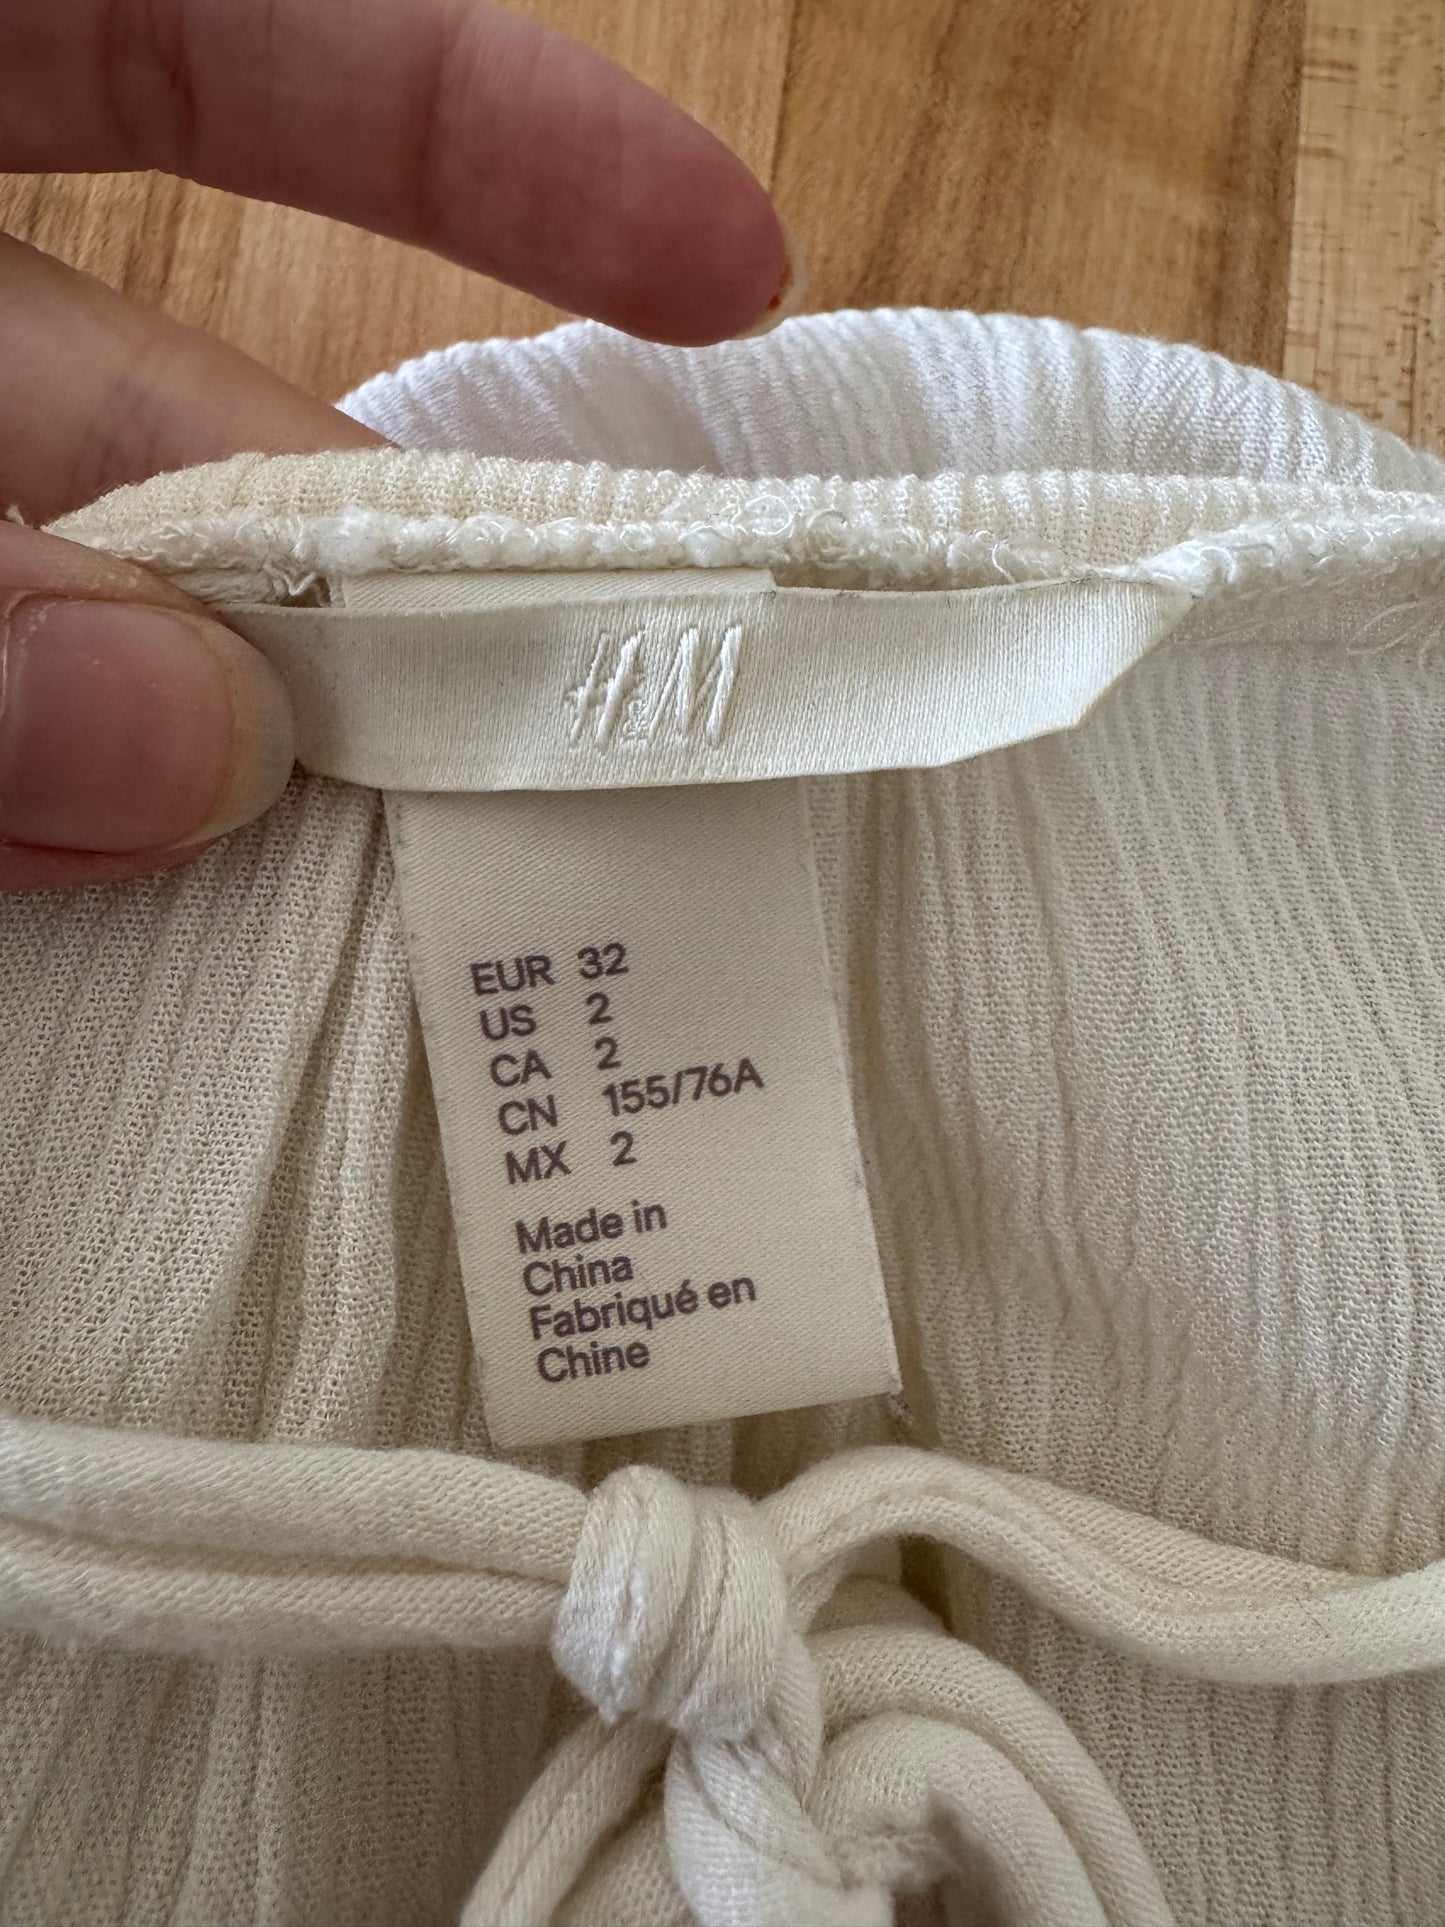 H&M
EUR 32
US 2
CA 2
CN 155/76A
MX 2
Made in
China
Fabriqué en
Chine